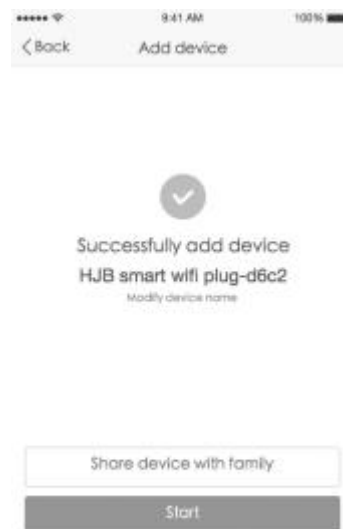 9:41 AM
100%
Back
Add device
Successfully add device
HJB smart wifi plug-d6c2
Modify device name
Share device with family
Start